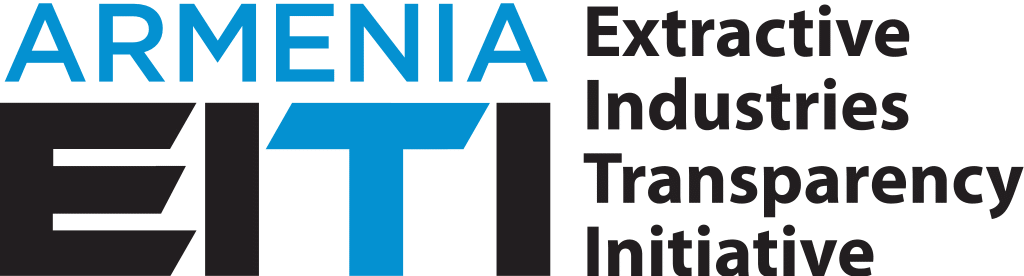 ARMENIA
EITI
Extractive
Industries
Transparency
Initiative